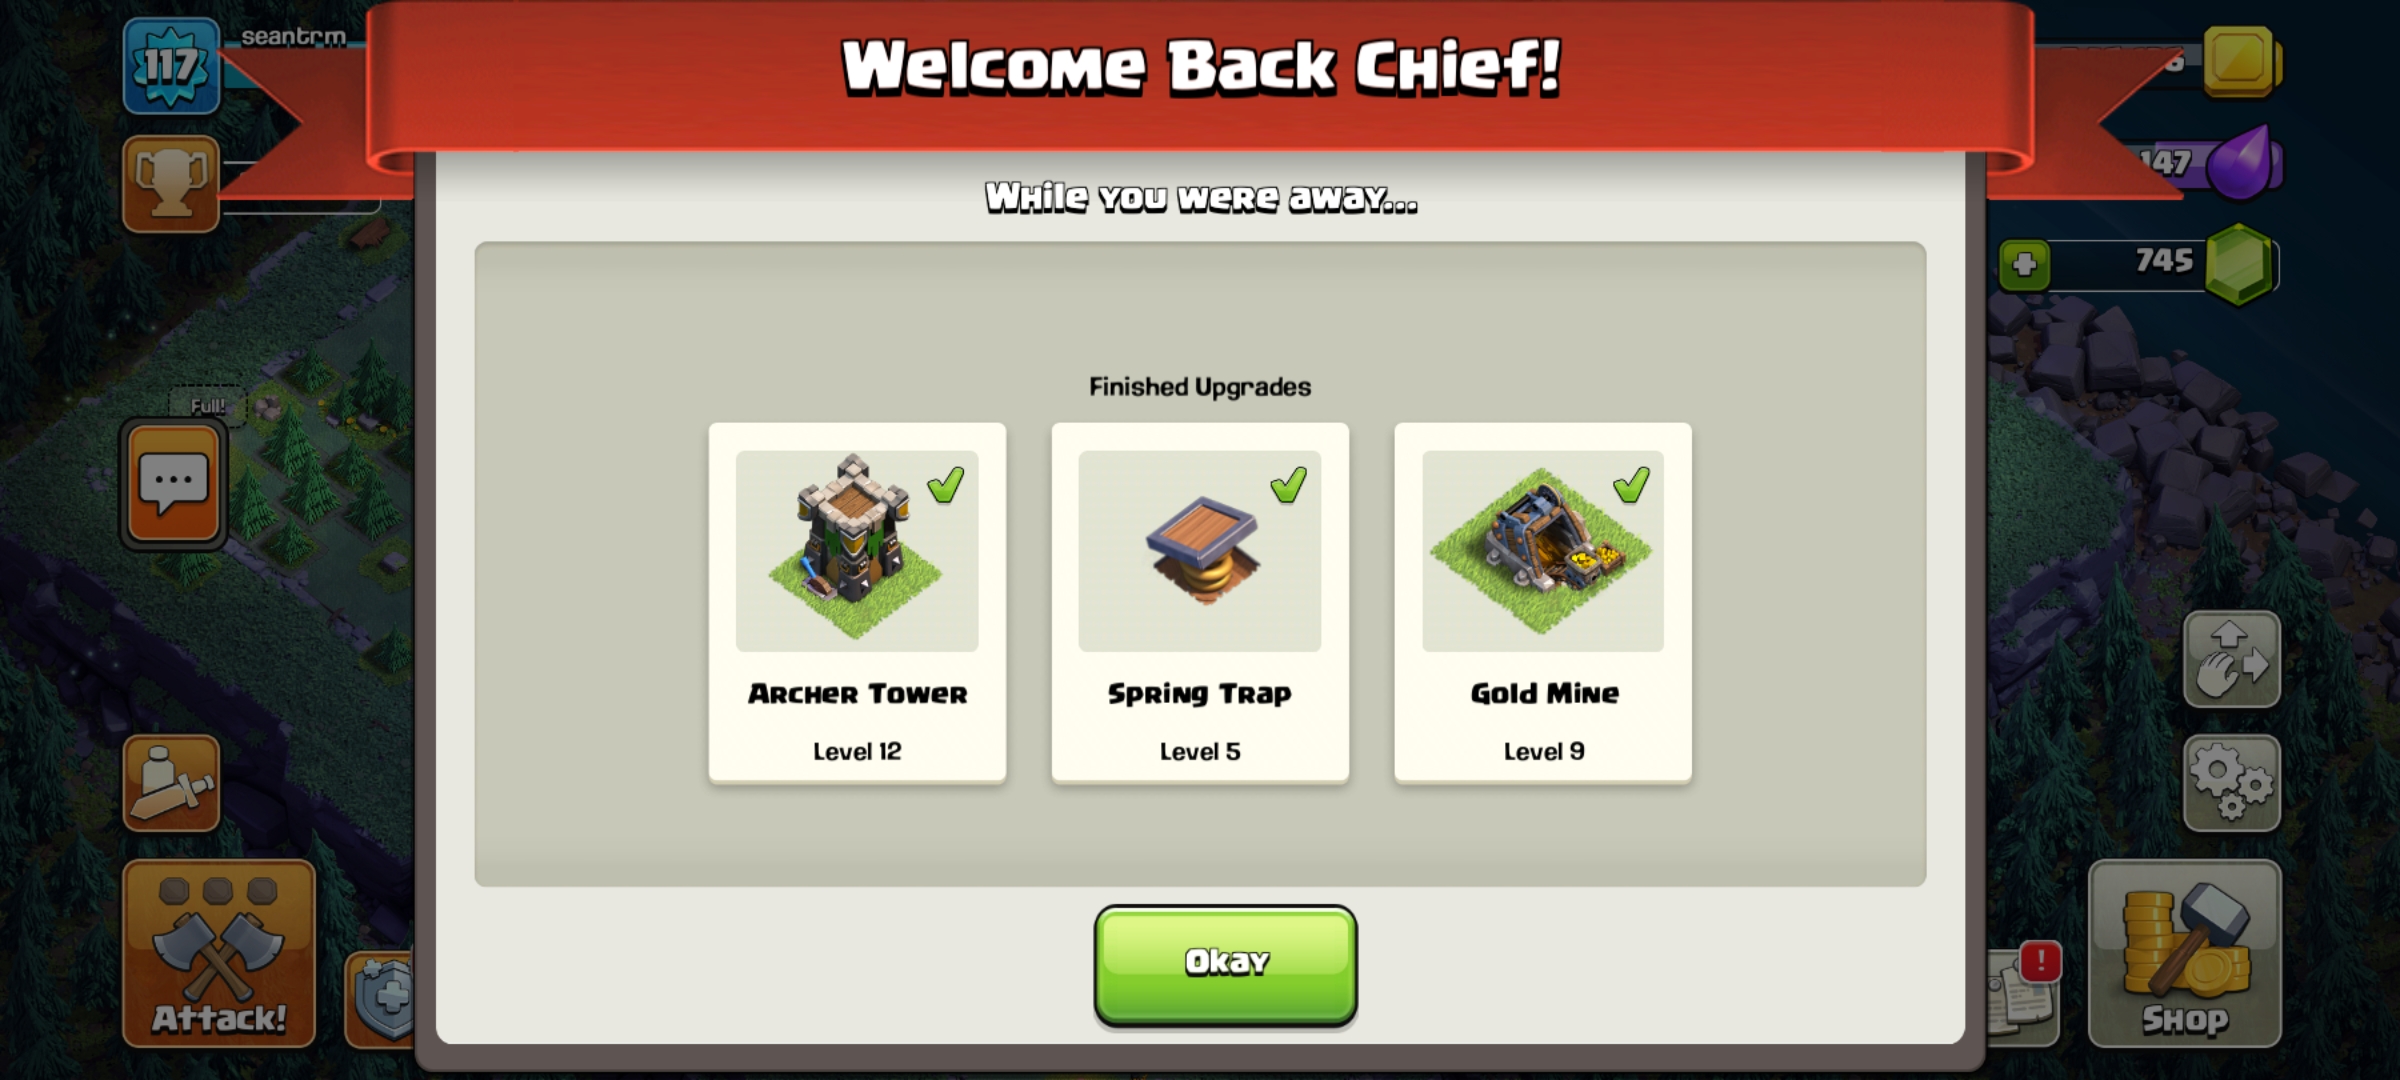 117
seantrm
Welcome Back Chief!
While you were away...
147
745
Full!
Finished Upgrades
Archer Tower
Level 12
Spring Trap
Level 5
Gold Mine
Level 9
Okay
Attack!
!
Shop